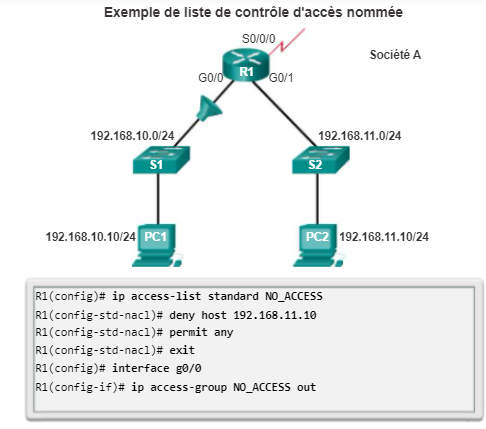 Exemple de liste de contrôle d'accès nommée
S0/0/0
Société A
R1
G0/0
G0/1
192.168.10.0/24
192.168.11.0/24
S1
S2
192.168.10.10/24
PC1
PC2
192.168.11.10/24
R1(config)# ip access-list standard NO_ACCESS
R1(config-std-nacl)# deny host 192.168.11.10
R1(config-std-nacl)# permit any
R1(config-std-nacl)# exit
R1(config)# interface g0/0
R1(config-if)# ip access-group NO_ACCESS out